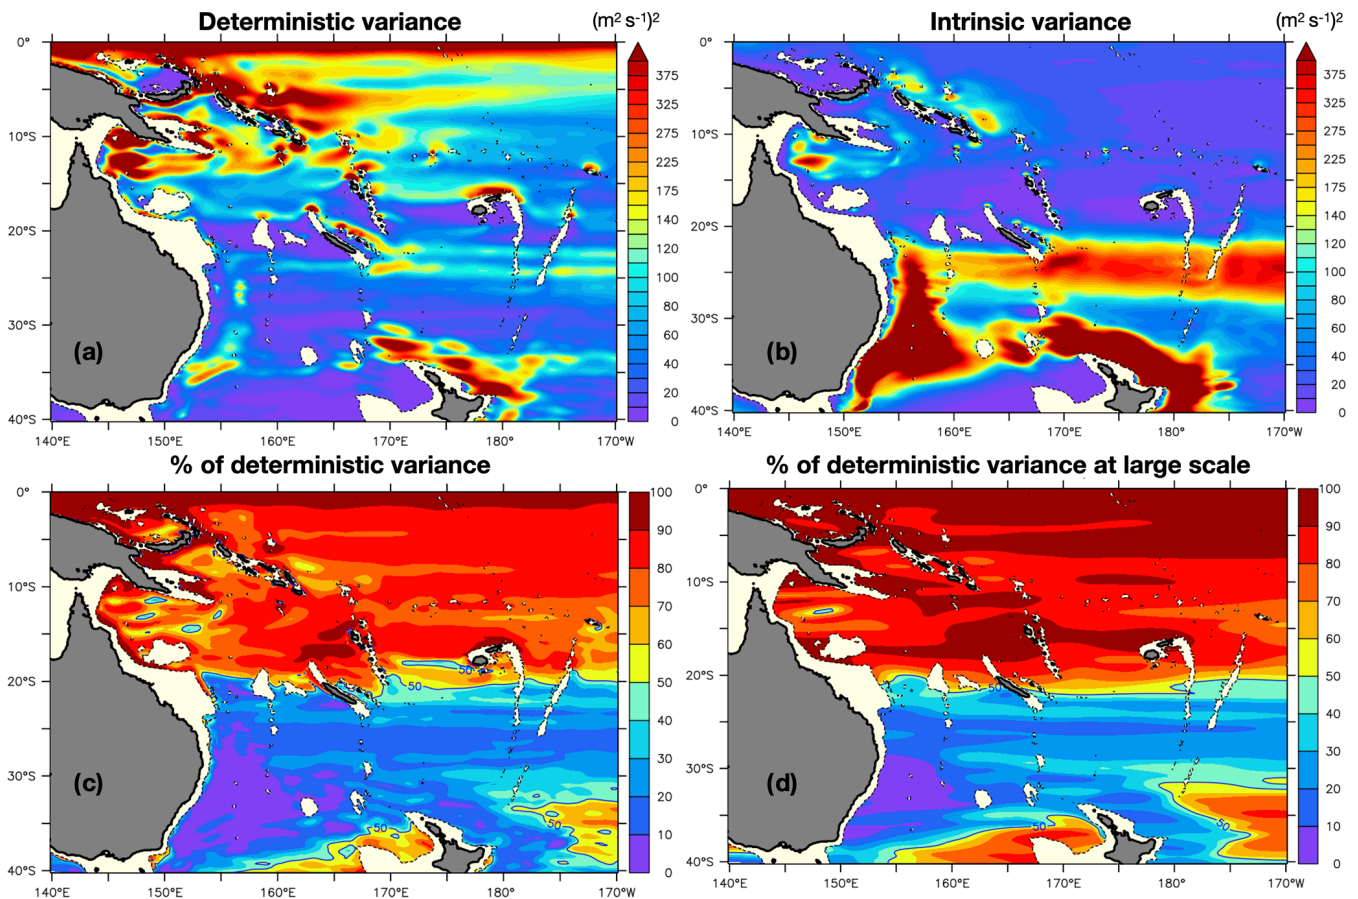 Deterministic variance (m² s⁻¹)²
Intrinsic variance (m² s⁻¹)²
0°
10°S
20°S
30°S
40°S
140°E 150°E 160°E 170°E 180° 170°W
(a)
375
325
275
225
175
140
120
100
80
60
40
20
0
0°
10°S
20°S
30°S
40°S
140°E 150°E 160°E 170°E 180° 170°W
(b)
375
325
275
225
175
140
120
100
80
60
40
20
0
% of deterministic variance
% of deterministic variance at large scale
0°
10°S
20°S
30°S
40°S
140°E 150°E 160°E 170°E 180° 170°W
(c)
50
50
50
50
100
90
80
70
60
50
40
30
20
10
0
0°
10°S
20°S
30°S
40°S
140°E 150°E 160°E 170°E 180° 170°W
(d)
50
50
50
100
90
80
70
60
50
40
30
20
10
0